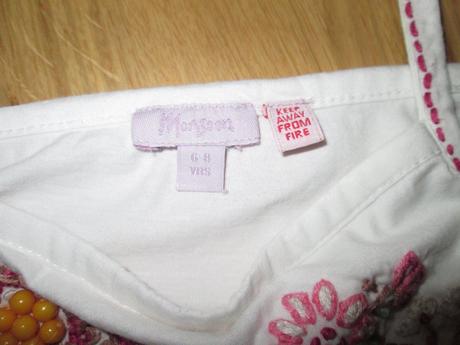 Monsoon
6-8
YRS
KEEP
AWAY
FROM
FIRE